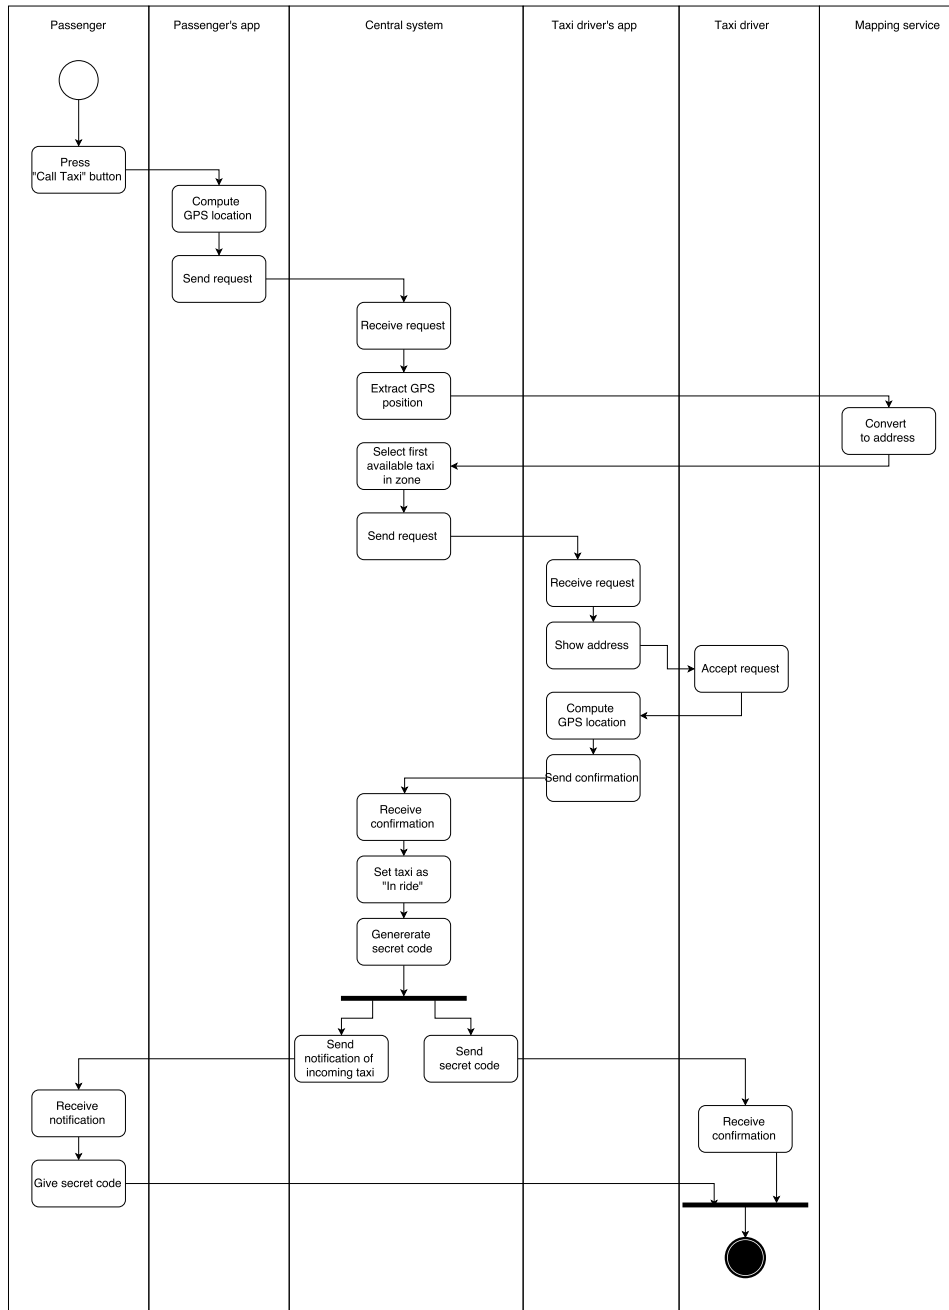 Passenger
Passenger's app
Central system
Taxi driver's app
Taxi driver
Mapping service
Press
"Call Taxi" button
Compute
GPS location
Send request
Receive request
Extract GPS
position
Convert
to address
Select first
available taxi
in zone
Send request
Receive request
Show address
Accept request
Compute
GPS location
Send confirmation
Receive
confirmation
Set taxi as
"In ride"
Genererate
secret code
Send
notification of
incoming taxi
Send
secret code
Receive
notification
Receive
confirmation
Give secret code